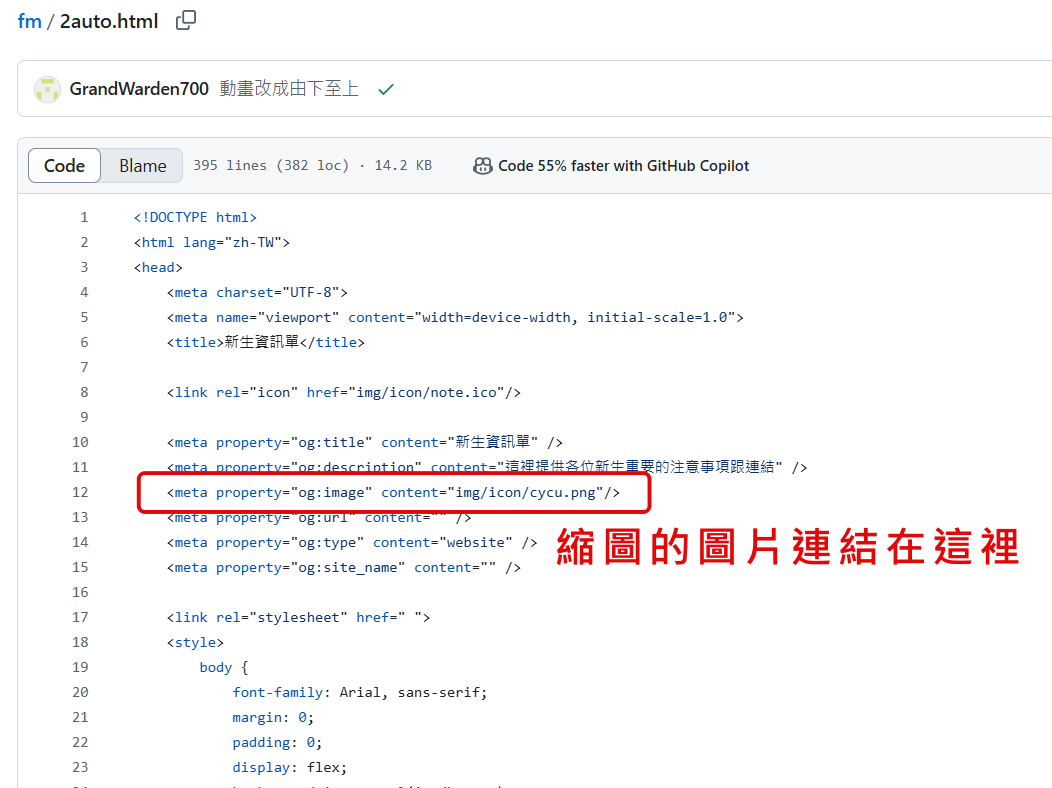 fm / 2auto.html
GrandWarden700 動畫改成由下至上
Code Blame 395 lines (382 loc) · 14.2 KB Code 55% faster with GitHub Copilot
1 <!DOCTYPE html>
2 <html lang="zh-TW">
3 <head>
4 <meta charset="UTF-8">
5 <meta name="viewport" content="width=device-width, initial-scale=1.0">
6 <title>新生資訊單</title>
7
8 <link rel="icon" href="img/icon/note.ico"/>
9
10 <meta property="og:title" content="新生資訊單" />
11 <meta property="og:description" content="這裡提供各位新生重要的注意事項跟連結" />
12 <meta property="og:image" content="img/icon/cycu.png"/>
13 <meta property="og:url" content="" />
14 <meta property="og:type" content="website" />
縮圖的圖片連結在這裡
15 <meta property="og:site_name" content="" />
16
17 <link rel="stylesheet" href=" ">
18 <style>
19 body {
20 font-family: Arial, sans-serif;
21 margin: 0;
22 padding: 0;
23 display: flex;